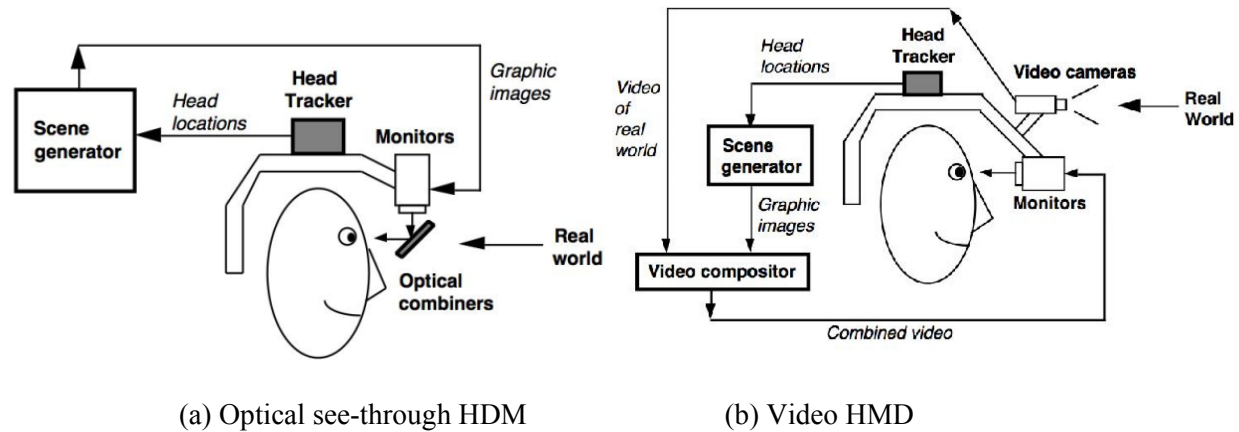 Head
Tracker
Graphic
images
Head
locations
Monitors
Scene
generator
Real
world
Optical
combiners
(a) Optical see-through HDM
Head
Tracker
Head
locations
Video cameras
Video
of
real
world
Real
World
Scene
generator
Monitors
Graphic
images
Video compositor
Combined video
(b) Video HMD